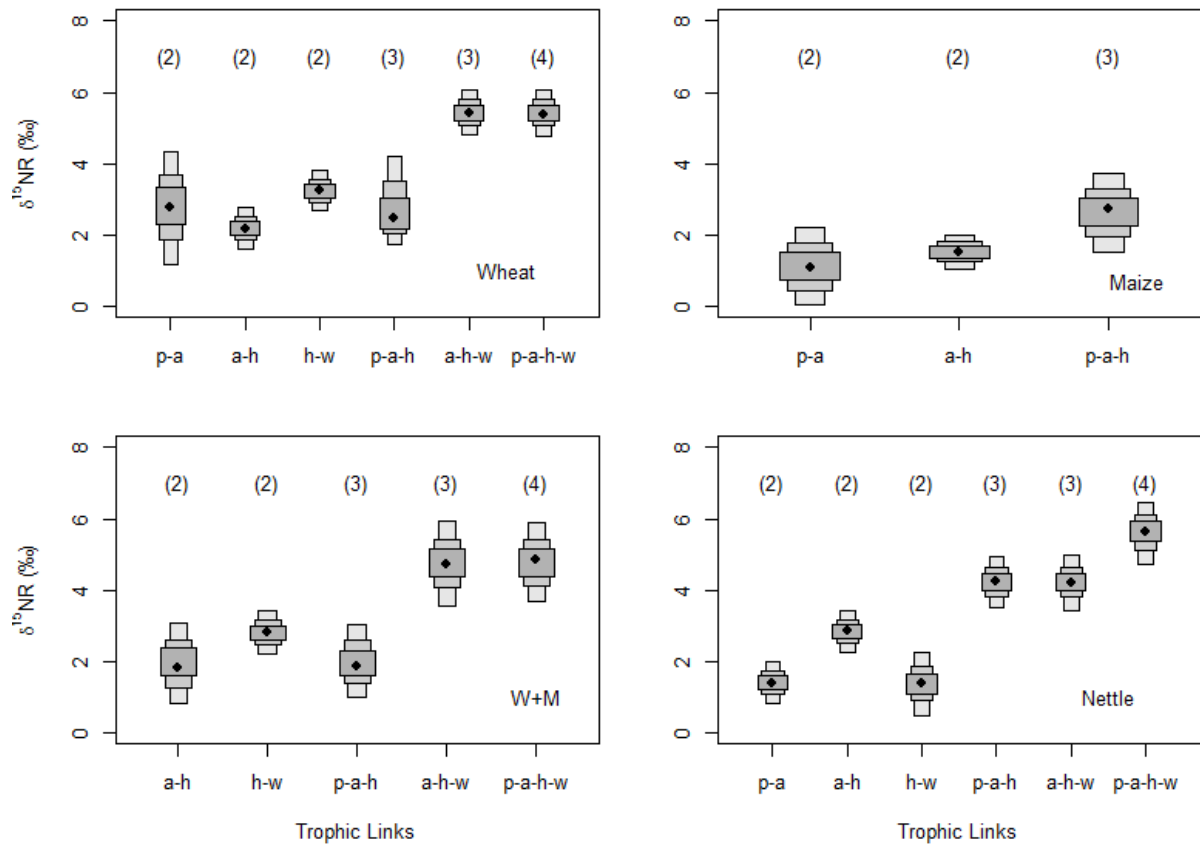 8
6
4
2
0
δ¹⁵NR (‰)
(2) (2) (2) (3) (3) (4)
Wheat
p-a a-h h-w p-a-h a-h-w p-a-h-w
(2) (2) (3)
8
6
4
2
0
Maize
p-a a-h p-a-h
8
6
4
2
0
δ¹⁵NR (‰)
(2) (2) (3) (3) (4)
W+M
a-h h-w p-a-h a-h-w p-a-h-w
Trophic Links
8
6
4
2
0
(2) (2) (2) (3) (3) (4)
Nettle
p-a a-h h-w p-a-h a-h-w p-a-h-w
Trophic Links